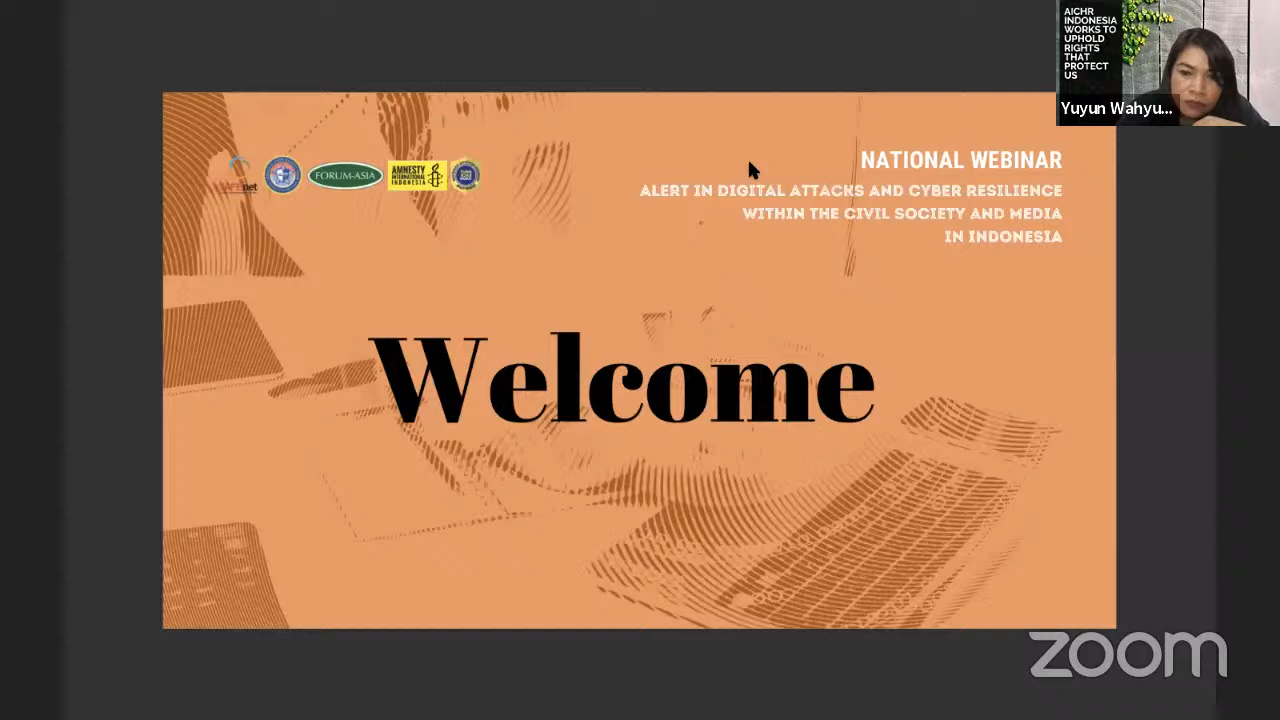 AICHR
INDONESIA
WORKS TO
UPHOLD
RIGHTS
THAT
PROTECT
US
Yuyun Wahyu...
FORUM-ASIA
AMNESTY
INTERNATIONAL
INDONESIA
NATIONAL WEBINAR
ALERT IN DIGITAL ATTACKS AND CYBER RESILIENCE
WITHIN THE CIVIL SOCIETY AND MEDIA
IN INDONESIA
Welcome
zoom